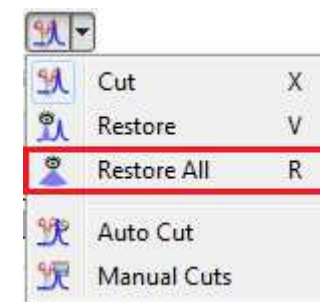 Cut X
Restore V
Restore All R
Auto Cut
Manual Cuts